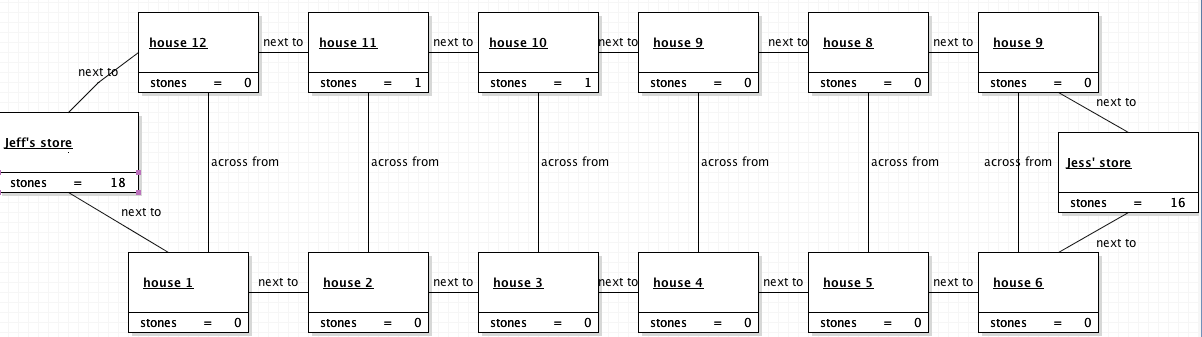 house 12 next to house 11 next to house 10 next to house 9 next to house 8 next to house 9
stones = 0 stones = 1 stones = 1 stones = 0 stones = 0 stones = 0
next to
next to
Jeff's store
across from across from across from across from across from across from
Jess' store
stones = 18
stones = 16
next to
next to
house 1 next to house 2 next to house 3 next to house 4 next to house 5 next to house 6
stones = 0 stones = 0 stones = 0 stones = 0 stones = 0 stones = 0